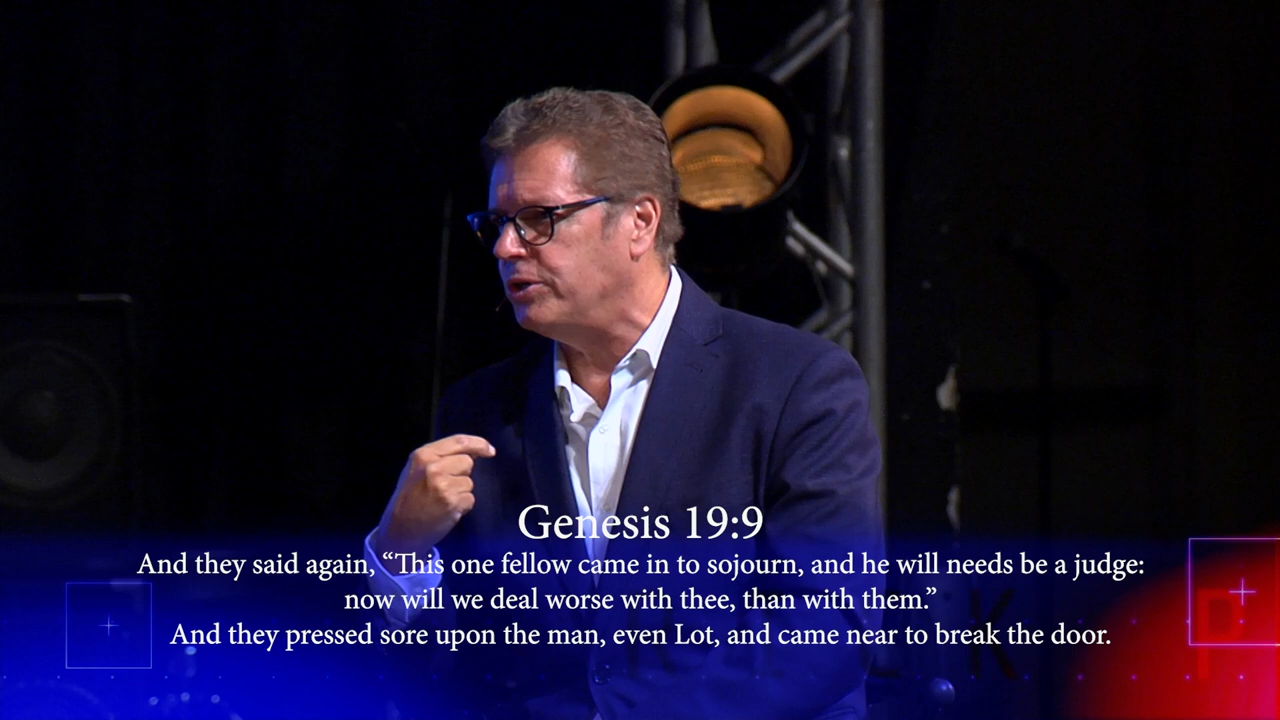 Genesis 19:9
And they said again, “This one fellow came in to sojourn, and he will needs be a judge:
now will we deal worse with thee, than with them.”
And they pressed sore upon the man, even Lot, and came near to break the door.